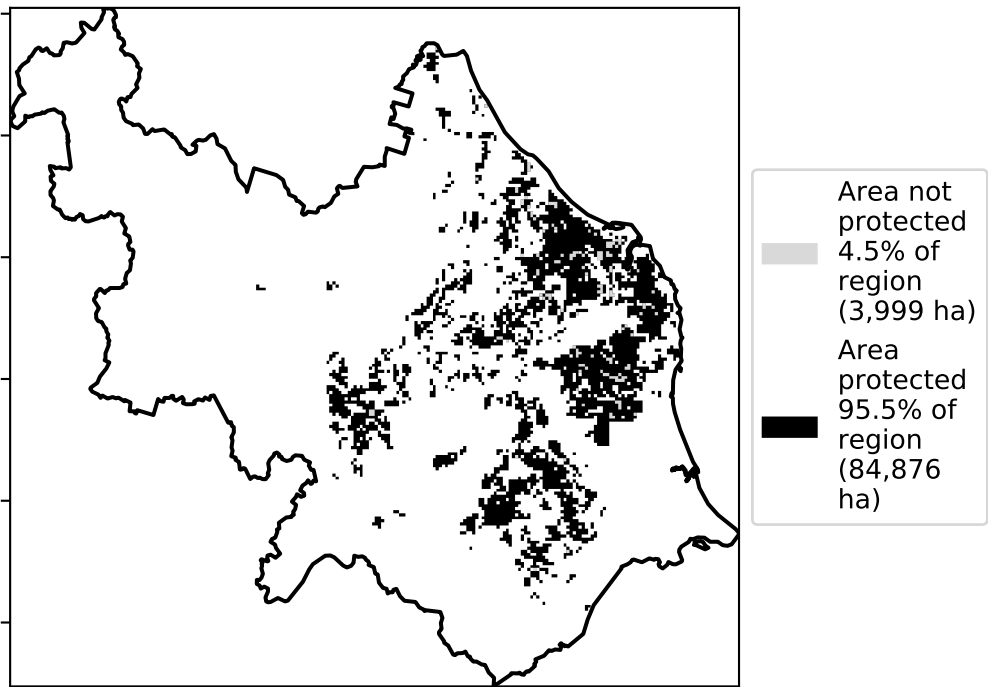 Area not
protected
4.5% of
region
(3,999 ha)
Area
protected
95.5% of
region
(84,876
ha)